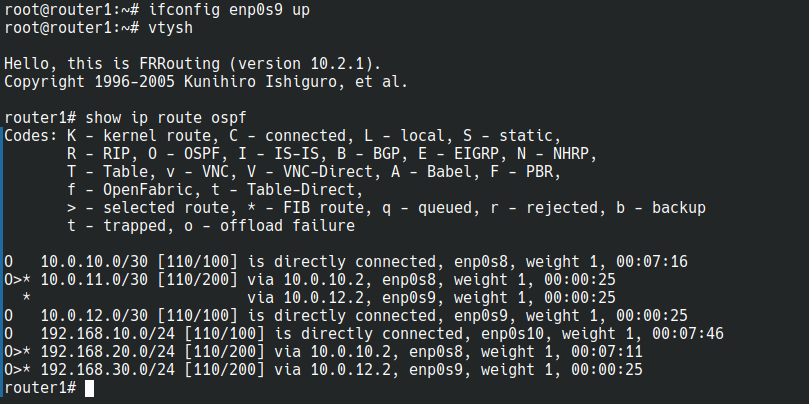 root@router1:~# ifconfig enp0s9 up
root@router1:~# vtysh
Hello, this is FRRouting (version 10.2.1).
Copyright 1996-2005 Kunihiro Ishiguro, et al.
router1# show ip route ospf
Codes: K - kernel route, C - connected, L - local, S - static,
       R - RIP, O - OSPF, I - IS-IS, B - BGP, E - EIGRP, N - NHRP,
       T - Table, v - VNC, V - VNC-Direct, A - Babel, F - PBR,
       f - OpenFabric, t - Table-Direct,
       > - selected route, * - FIB route, q - queued, r - rejected, b - backup
       t - trapped, o - offload failure
O   10.0.10.0/30 [110/100] is directly connected, enp0s8, weight 1, 00:07:16
O>* 10.0.11.0/30 [110/200] via 10.0.10.2, enp0s8, weight 1, 00:00:25
  *                        via 10.0.12.2, enp0s9, weight 1, 00:00:25
O   10.0.12.0/30 [110/100] is directly connected, enp0s9, weight 1, 00:00:25
O   192.168.10.0/24 [110/100] is directly connected, enp0s10, weight 1, 00:07:46
O>* 192.168.20.0/24 [110/200] via 10.0.10.2, enp0s8, weight 1, 00:07:11
O>* 192.168.30.0/24 [110/200] via 10.0.12.2, enp0s9, weight 1, 00:00:25
router1#